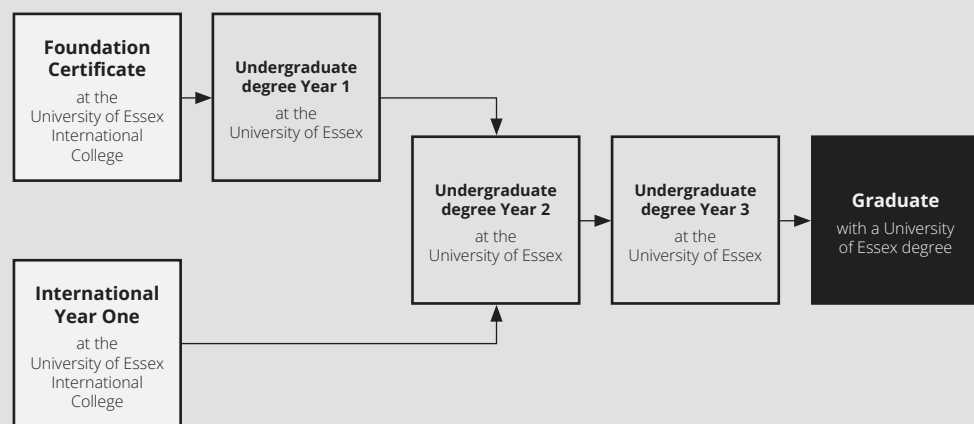 Foundation
Certificate
at the
University of Essex
International
College
Undergraduate
degree Year 1
at the
University of Essex
Undergraduate
degree Year 2
at the
University of Essex
Undergraduate
degree Year 3
at the
University of Essex
Graduate
with a University
of Essex degree
International
Year One
at the
University of Essex
International
College